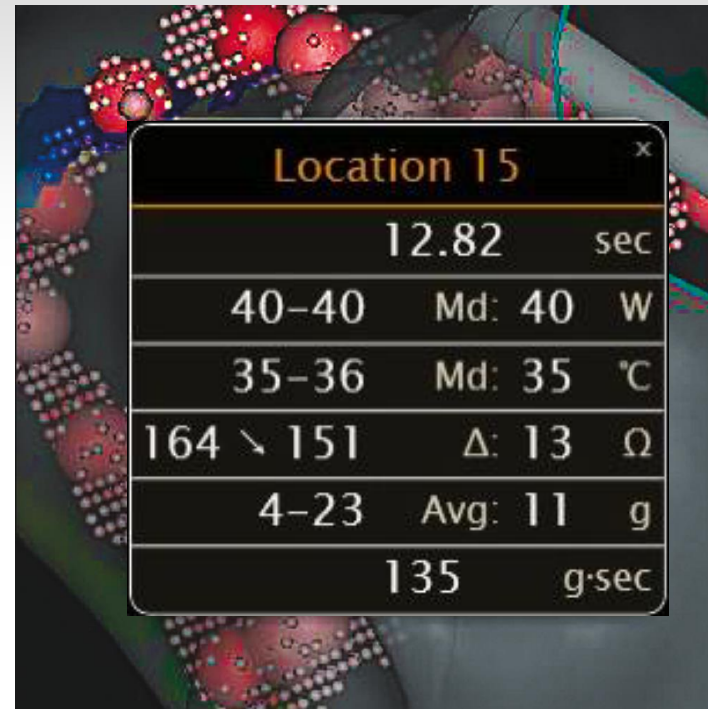 Location 15 x
12.82 sec
40–40 Md: 40 W
35–36 Md: 35 °C
164 ↘ 151 Δ: 13 Ω
4–23 Avg: 11 g
135 g·sec